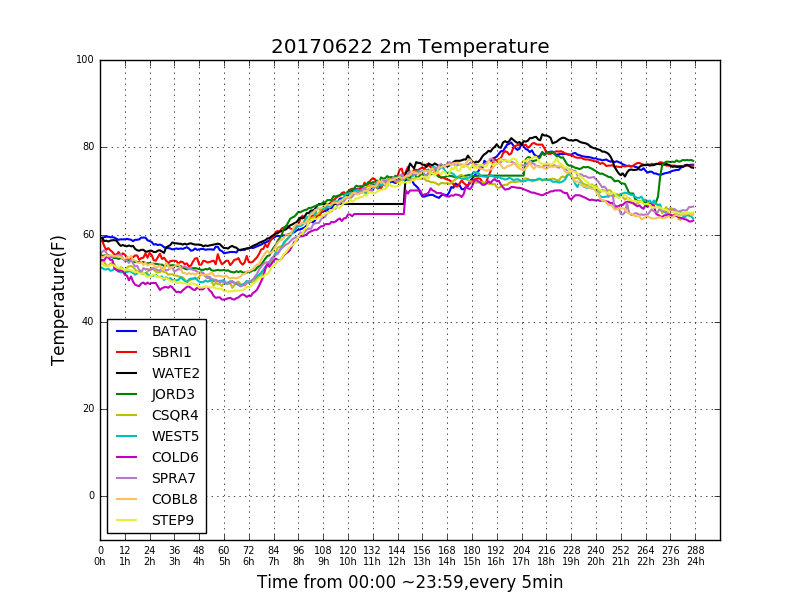 20170622 2m Temperature
100
80
60
40
20
0
Temperature(F)
BATA0
SBRI1
WATE2
JORD3
CSQR4
WEST5
COLD6
SPRA7
COBL8
STEP9
0 12 24 36 48 60 72 84 96 108 120 132 144 156 168 180 192 204 216 228 240 252 264 276 288
0h 1h 2h 3h 4h 5h 6h 7h 8h 9h 10h 11h 12h 13h 14h 15h 16h 17h 18h 19h 20h 21h 22h 23h 24h
Time from 00:00 ~23:59,every 5min